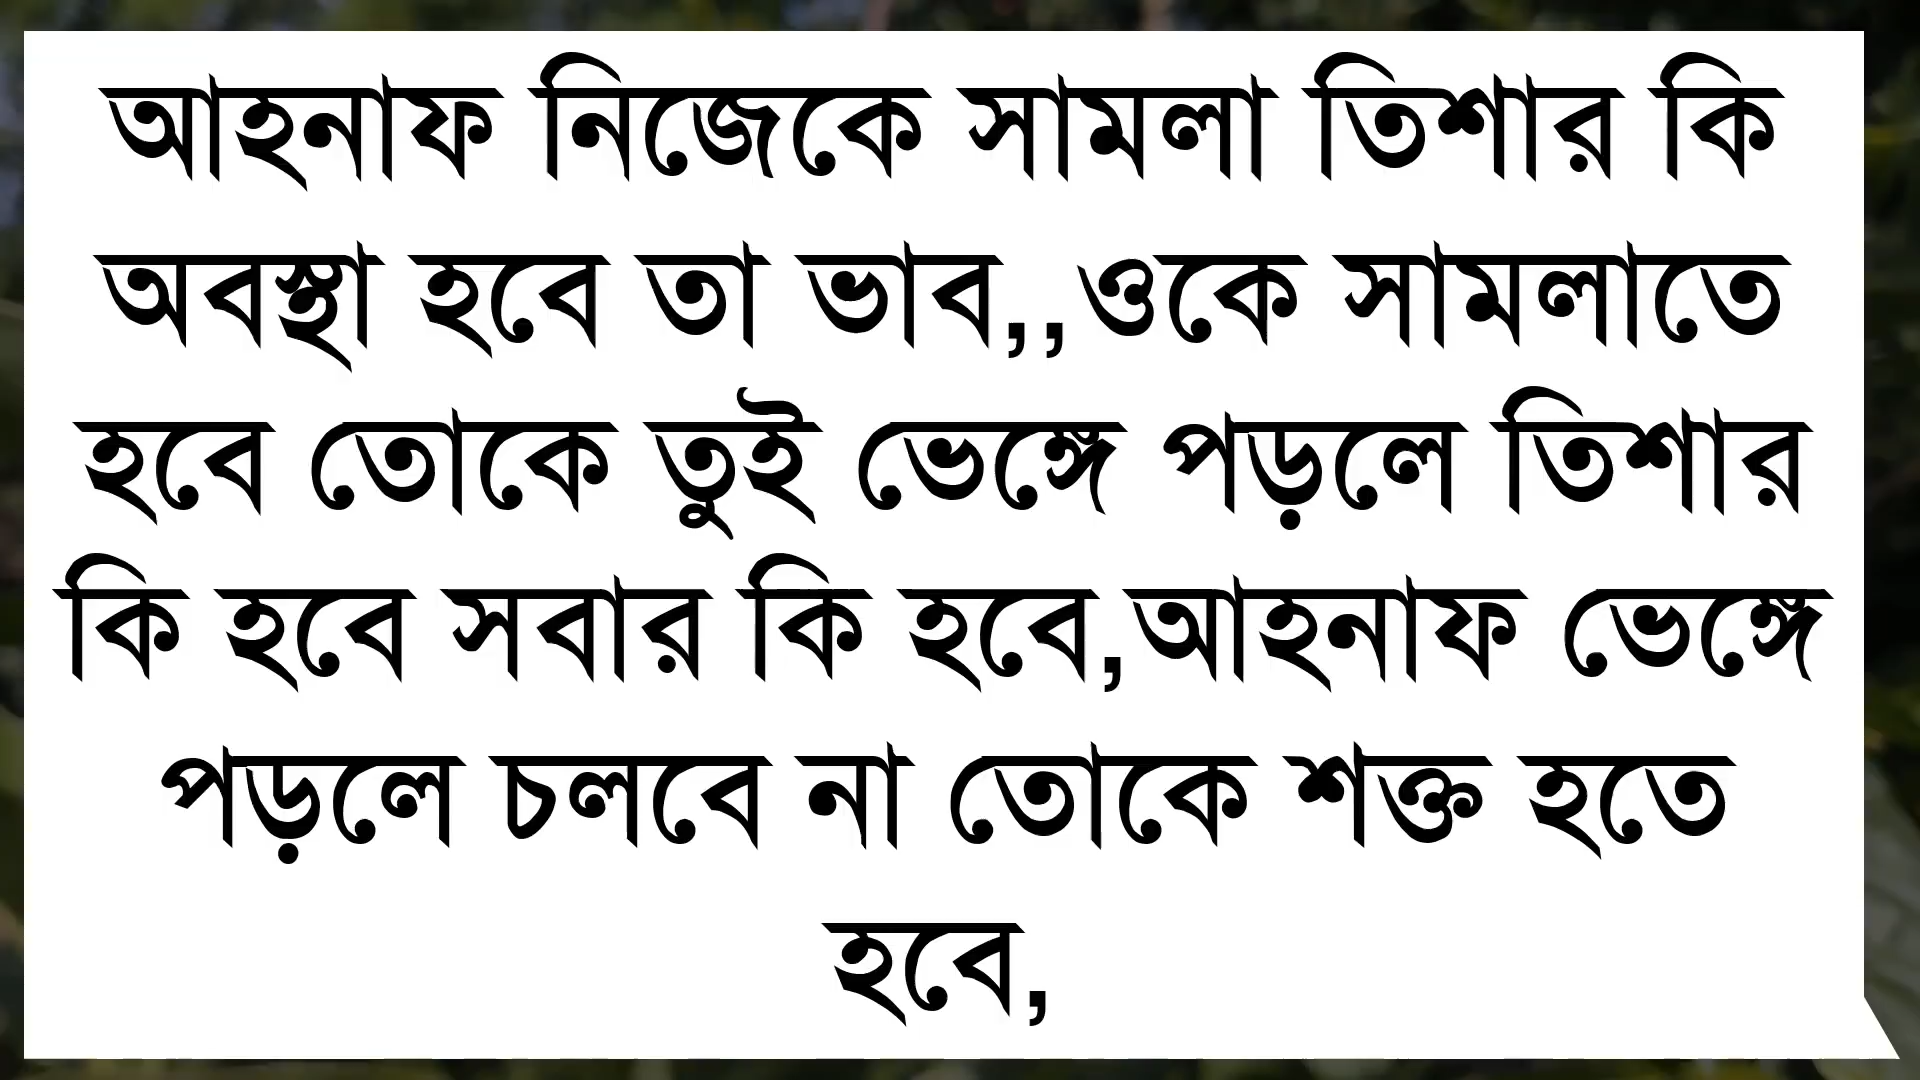 আহনাফ নিজেকে সামলা তিশার কি
অবস্থা হবে তা ভাব,,ওকে সামলাতে
হবে তোকে তুই ভেঙ্গে পড়লে তিশার
কি হবে সবার কি হবে,আহনাফ ভেঙ্গে
পড়লে চলবে না তোকে শক্ত হতে
হবে,